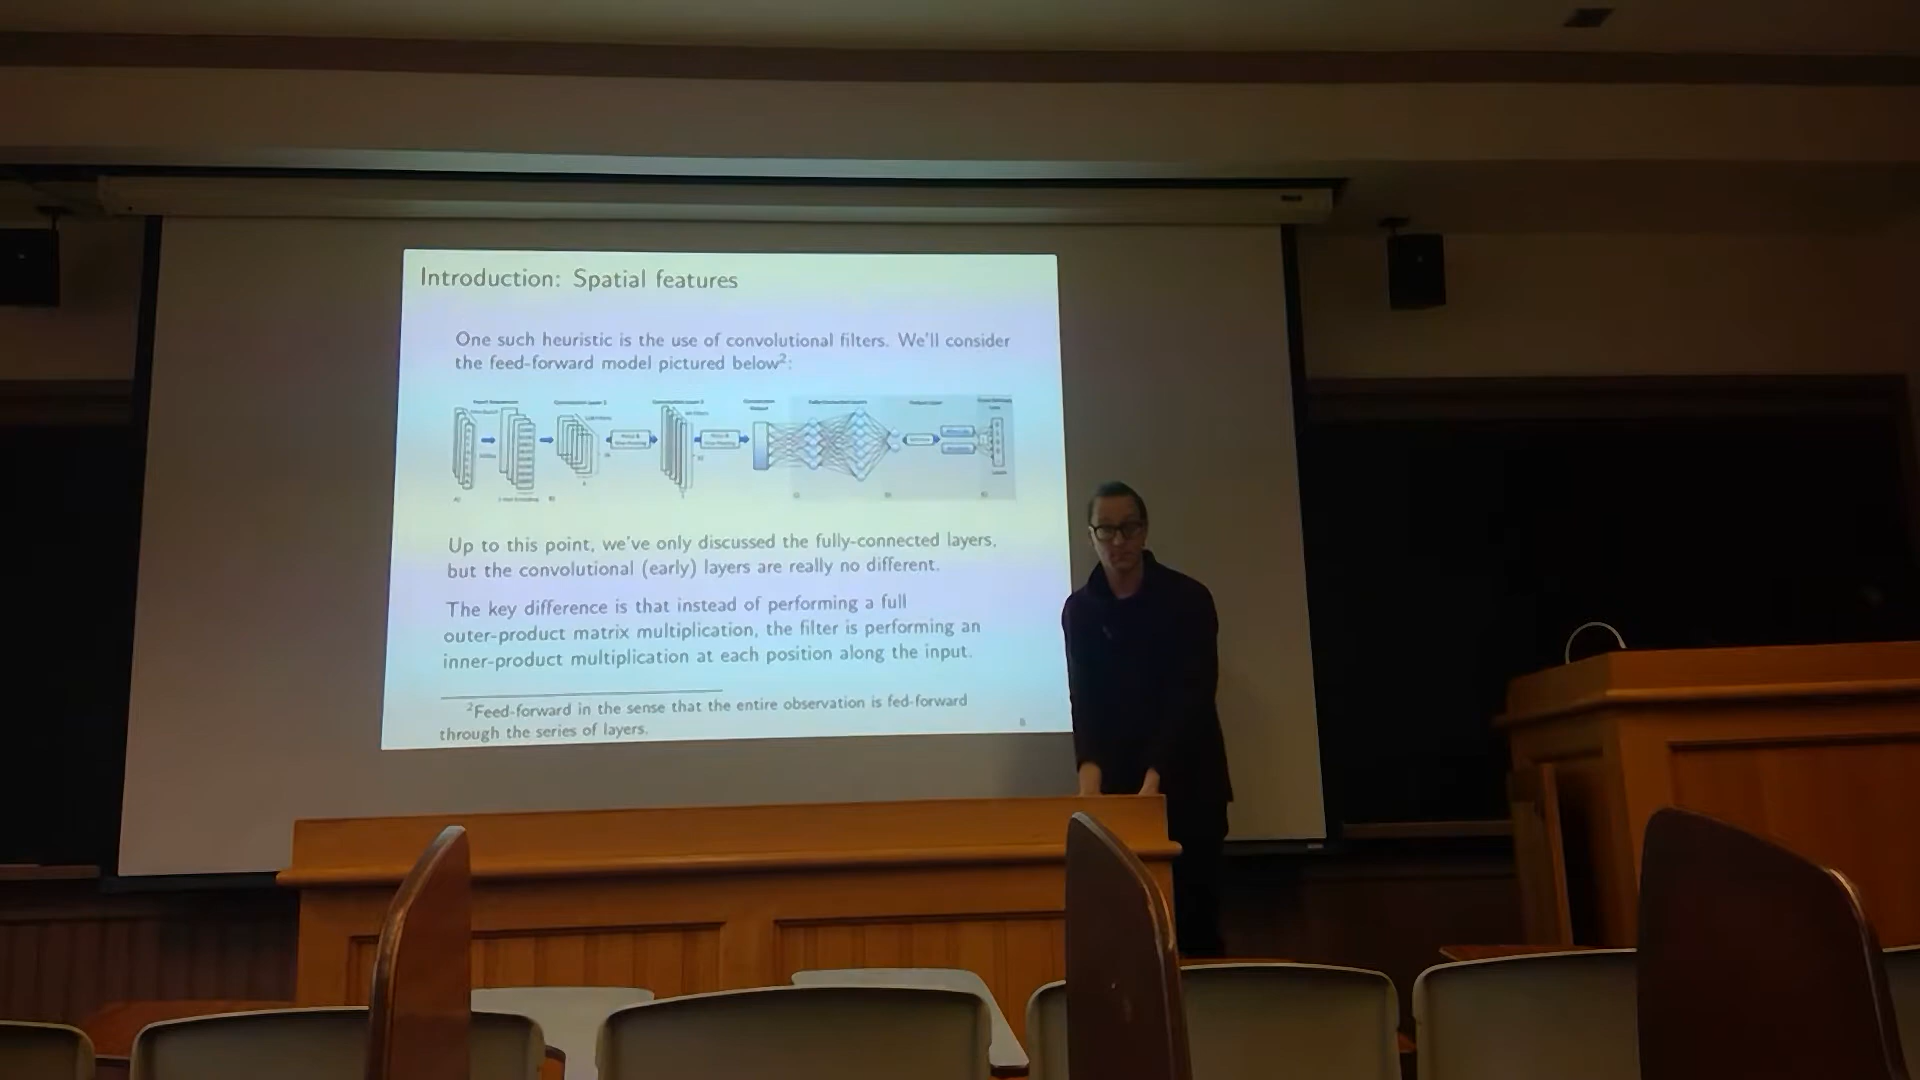 Introduction: Spatial features
One such heuristic is the use of convolutional filters. We'll consider
the feed-forward model pictured below²:
Up to this point, we've only discussed the fully-connected layers,
but the convolutional (early) layers are really no different.
The key difference is that instead of performing a full
outer-product matrix multiplication, the filter is performing an
inner-product multiplication at each position along the input.
²Feed-forward in the sense that the entire observation is fed-forward
through the series of layers.